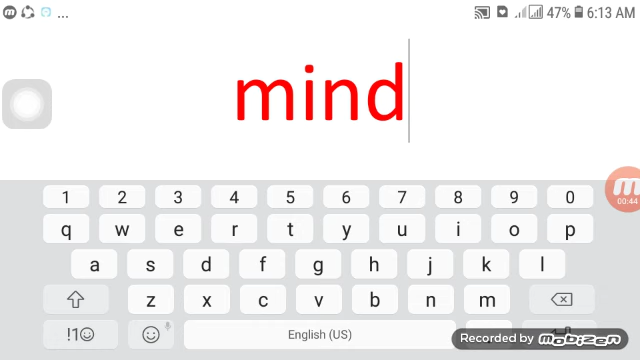 47% 6:13 AM
mind
00:44
1 2 3 4 5 6 7 8 9 0
q w e r t y u i o p
a s d f g h j k l
z x c v b n m
!1☺ English (US)
Recorded by mobizen